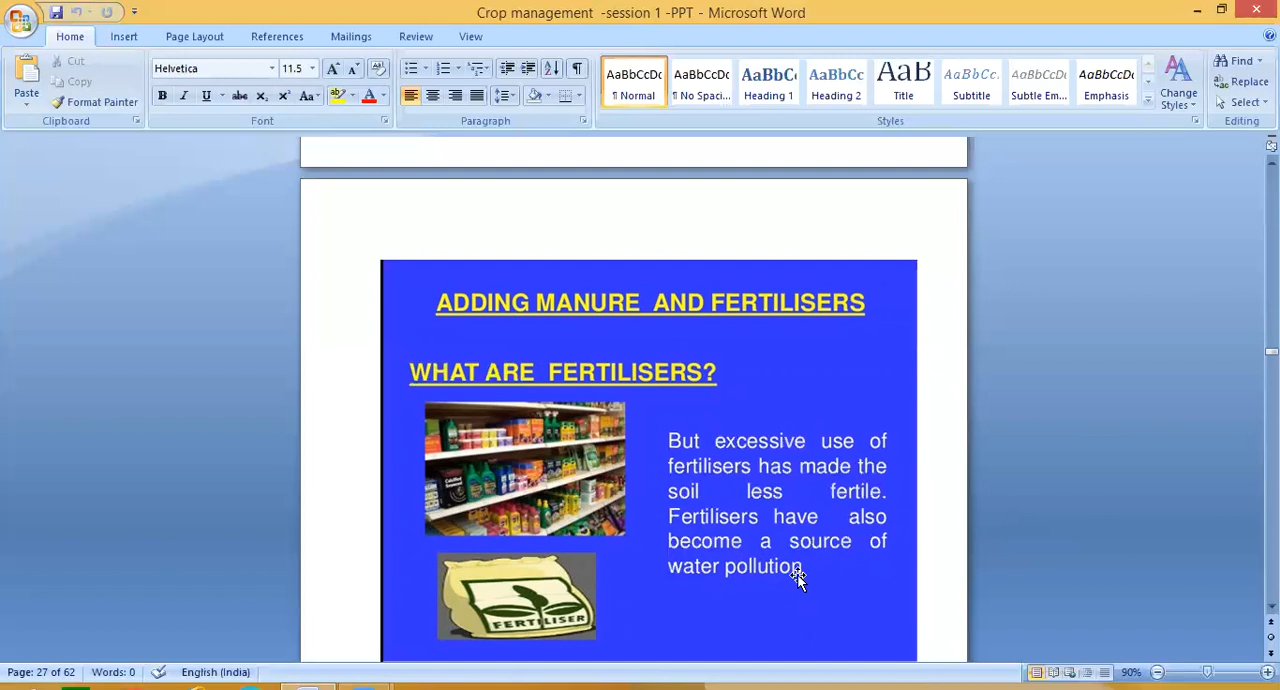 Crop management -session 1 -PPT - Microsoft Word
Home Insert Page Layout References Mailings Review View
Paste
Cut
Copy
Format Painter
Clipboard
Helvetica 11.5
Font
Paragraph
AaBbCcDc AaBbCcDc AaBbC AaBbCc AaB AaBbCc. AaBbCcDc AaBbCcDc
¶ Normal ¶ No Spaci... Heading 1 Heading 2 Title Subtitle Subtle Em... Emphasis
Change Styles
Styles
Find
Replace
Select
Editing
ADDING MANURE AND FERTILISERS
WHAT ARE FERTILISERS?
But excessive use of
fertilisers has made the
soil less fertile.
Fertilisers have also
become a source of
water pollution.
FERTILISER
Page: 27 of 62 Words: 0 English (India) 90%